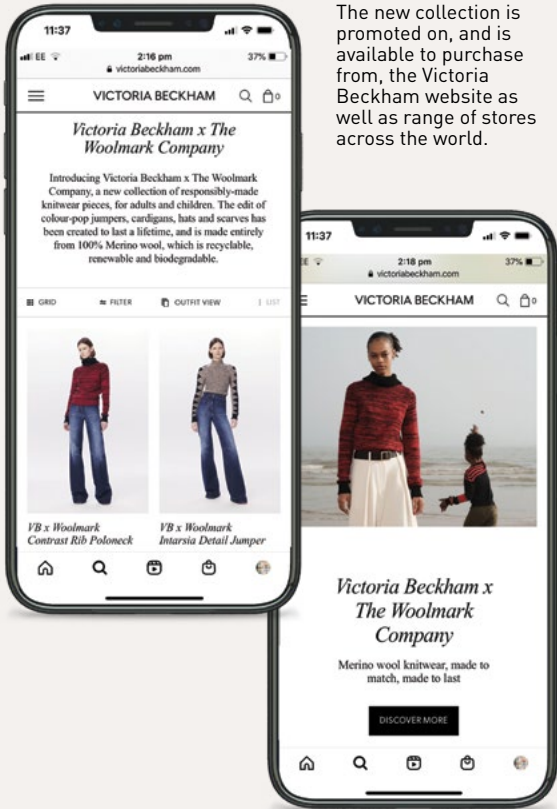 The new collection is
promoted on, and is
available to purchase
from, the Victoria
Beckham website as
well as range of stores
across the world.
11:37
EE
2:16 pm
37%
victoriabeckham.com
VICTORIA BECKHAM
0
Victoria Beckham x The
Woolmark Company
Introducing Victoria Beckham x The Woolmark
Company, a new collection of responsibly-made
knitwear pieces, for adults and children. The edit of
colour-pop jumpers, cardigans, hats and scarves has
been created to last a lifetime, and is made entirely
from 100% Merino wool, which is recyclable,
renewable and biodegradable.
GRID FILTER OUTFIT VIEW LIST
VB x Woolmark
Contrast Rib Poloneck
VB x Woolmark
Intarsia Detail Jumper
11:37
2:18 pm
37%
victoriabeckham.com
VICTORIA BECKHAM
0
Victoria Beckham x
The Woolmark
Company
Merino wool knitwear, made to
match, made to last
DISCOVER MORE